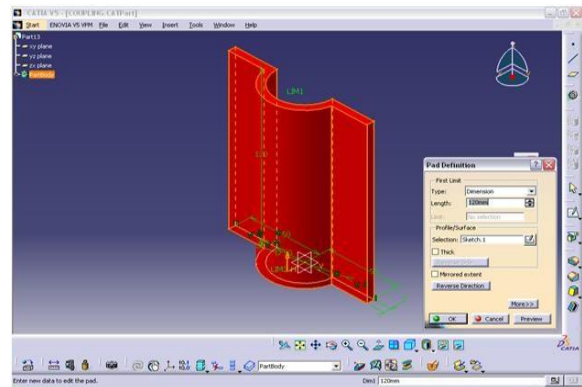 CATIA V5 - [COUPLING.CATPart]
Start ENOVIA V5 VPM File Edit View Insert Tools Window Help
Part13
xy plane
yz plane
zx plane
PartBody
LIM1
120
Pad Definition
First Limit
Type: Dimension
Length: 120mm
Limit: No selection
Profile/Surface
Selection: Sketch.1
Thick
Mirrored extent
Reverse Direction
More>>
OK Cancel Preview
PartBody
CATIA
Enter new data to edit the pad.
Dim1 120mm